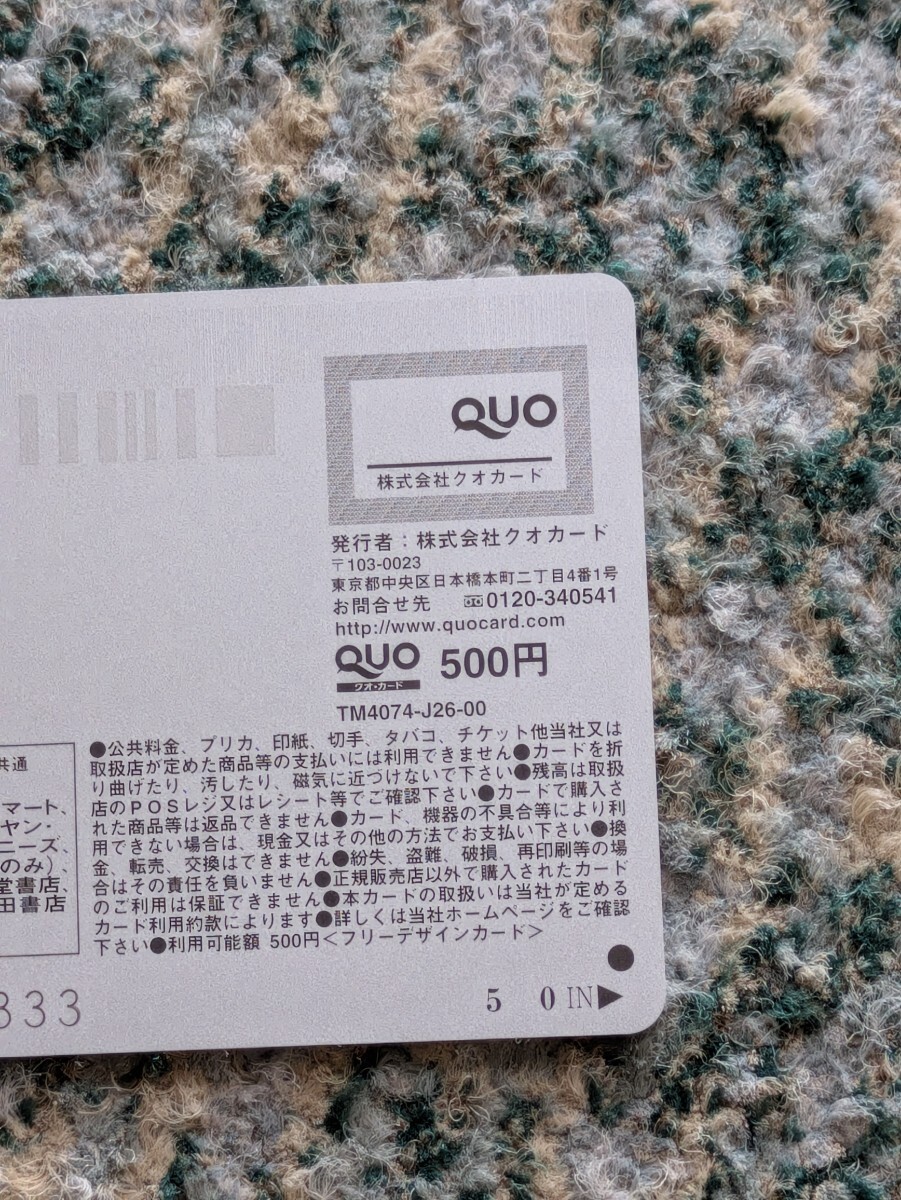 QUO
株式会社クオカード
発行者：株式会社クオカード
〒103-0023
東京都中央区日本橋本町二丁目4番1号
お問合せ先 0120-340541
http://www.quocard.com
QUO 500円
クオ・カード
TM4074-J26-00
●公共料金、プリカ、印紙、切手、タバコ、チケット他当社又は
取扱店が定めた商品等の支払いには利用できません●カードを折
り曲げたり、汚したり、磁気に近づけないで下さい●残高は取扱
店のＰＯＳレジ又はレシート等でご確認下さい●カードで購入さ
れた商品等は返品できません●カード、機器の不具合等により利
用できない場合は、現金又はその他の方法でお支払い下さい●換
金、転売、交換はできません●紛失、盗難、破損、再印刷等の場
合はその責任を負いません●正規販売店以外で購入されたカード
のご利用は保証できません●本カードの取扱いは当社が定める
カード利用約款によります●詳しくは当社ホームページをご確認
下さい●利用可能額 500円＜フリーデザインカード＞
共通
マート、
ヤン・
ニーズ、
のみ）、
堂書店、
田書店
333
5 0 IN▶